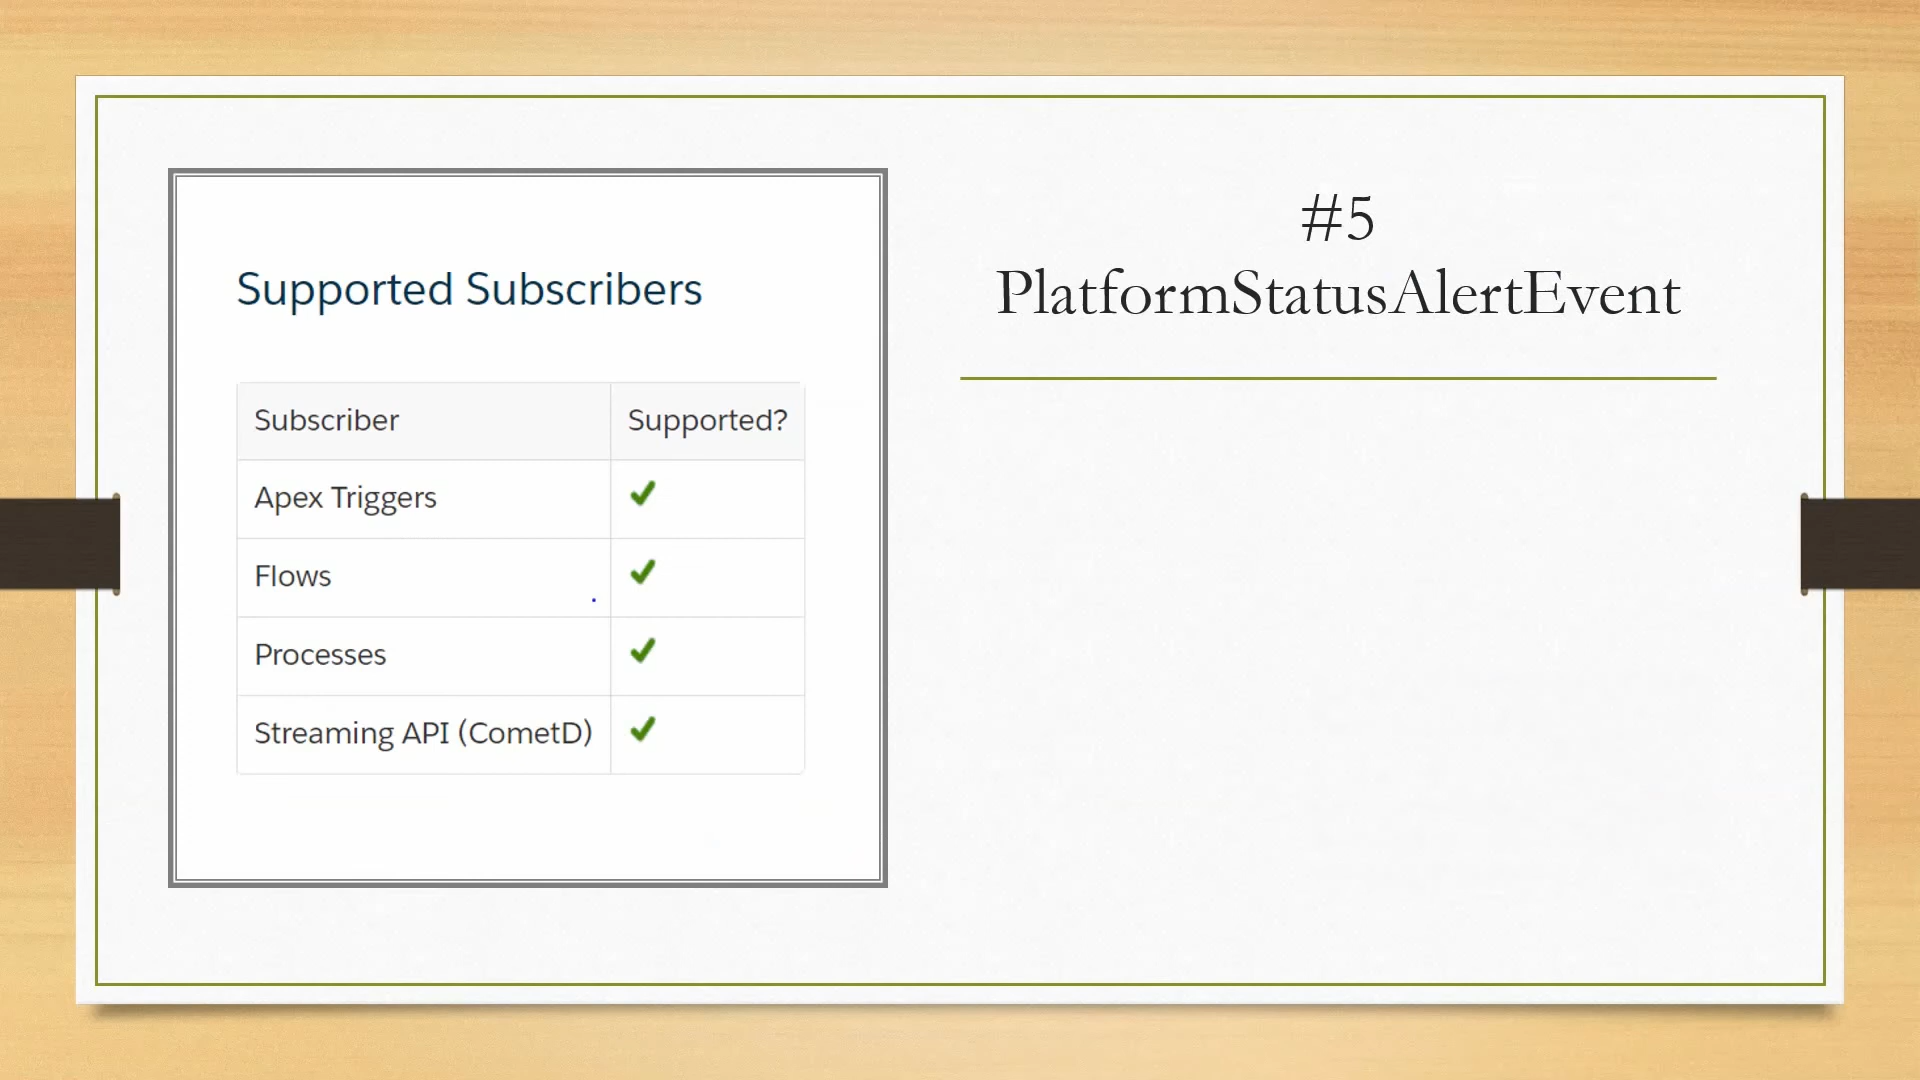 Supported Subscribers
Subscriber Supported?
Apex Triggers
Flows
Processes
Streaming API (CometD)
#5
PlatformStatusAlertEvent